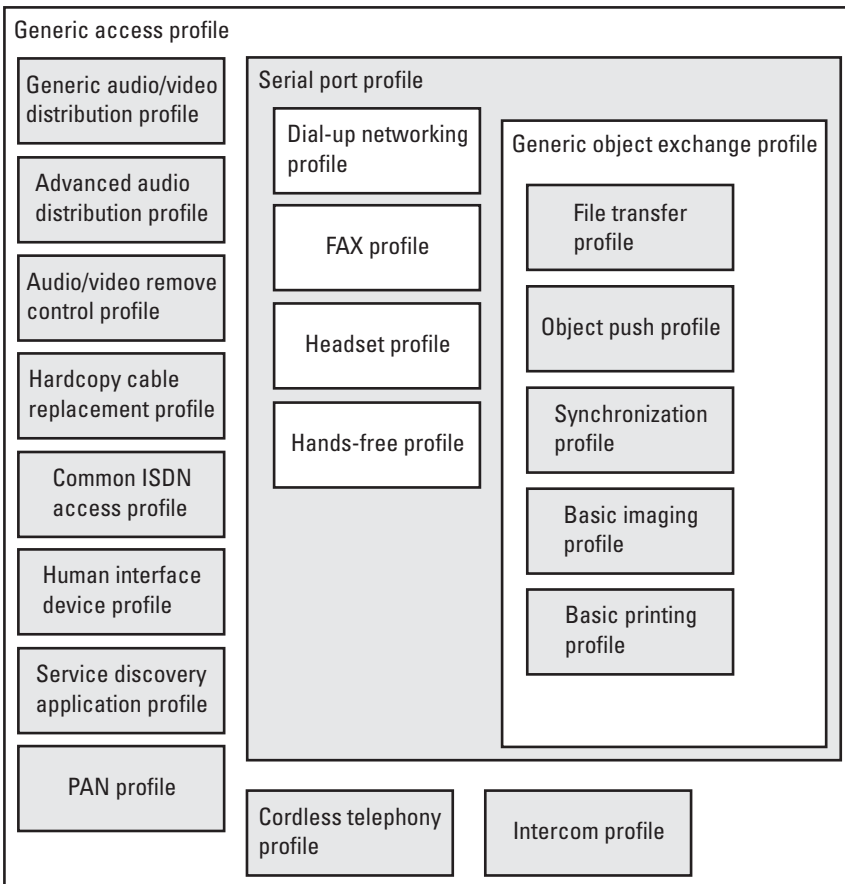 Generic access profile
Generic audio/video
distribution profile
Advanced audio
distribution profile
Audio/video remove
control profile
Hardcopy cable
replacement profile
Common ISDN
access profile
Human interface
device profile
Service discovery
application profile
PAN profile
Serial port profile
Dial-up networking
profile
FAX profile
Headset profile
Hands-free profile
Generic object exchange profile
File transfer
profile
Object push profile
Synchronization
profile
Basic imaging
profile
Basic printing
profile
Cordless telephony
profile
Intercom profile